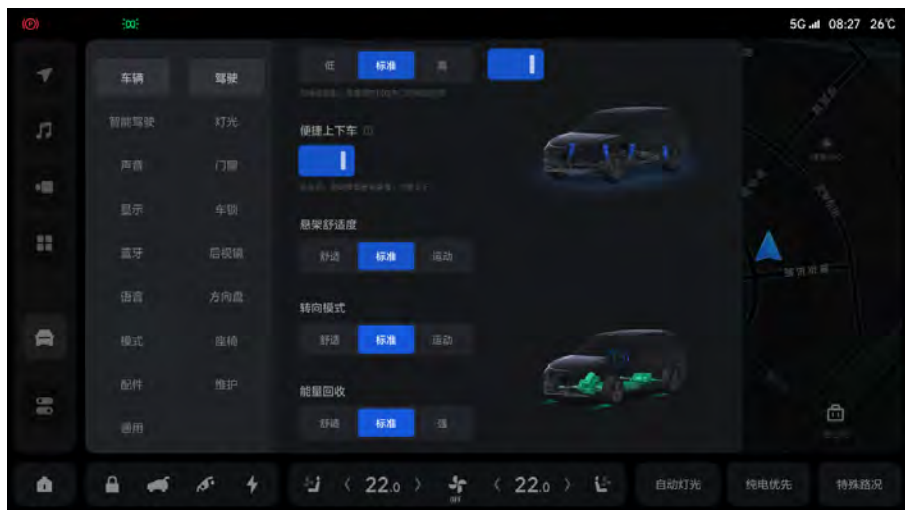 5G 08:27 26℃
车辆
驾驶
低
标准
高
智能驾驶
灯光
便捷上下车
声音
门窗
显示
车锁
悬架舒适度
蓝牙
后视镜
舒适
标准
运动
语言
方向盘
转向模式
模式
座椅
舒适
标准
运动
配件
维护
能量回收
通用
舒适
标准
强
22.0
OFF
22.0
自动灯光
纯电优先
特殊路况